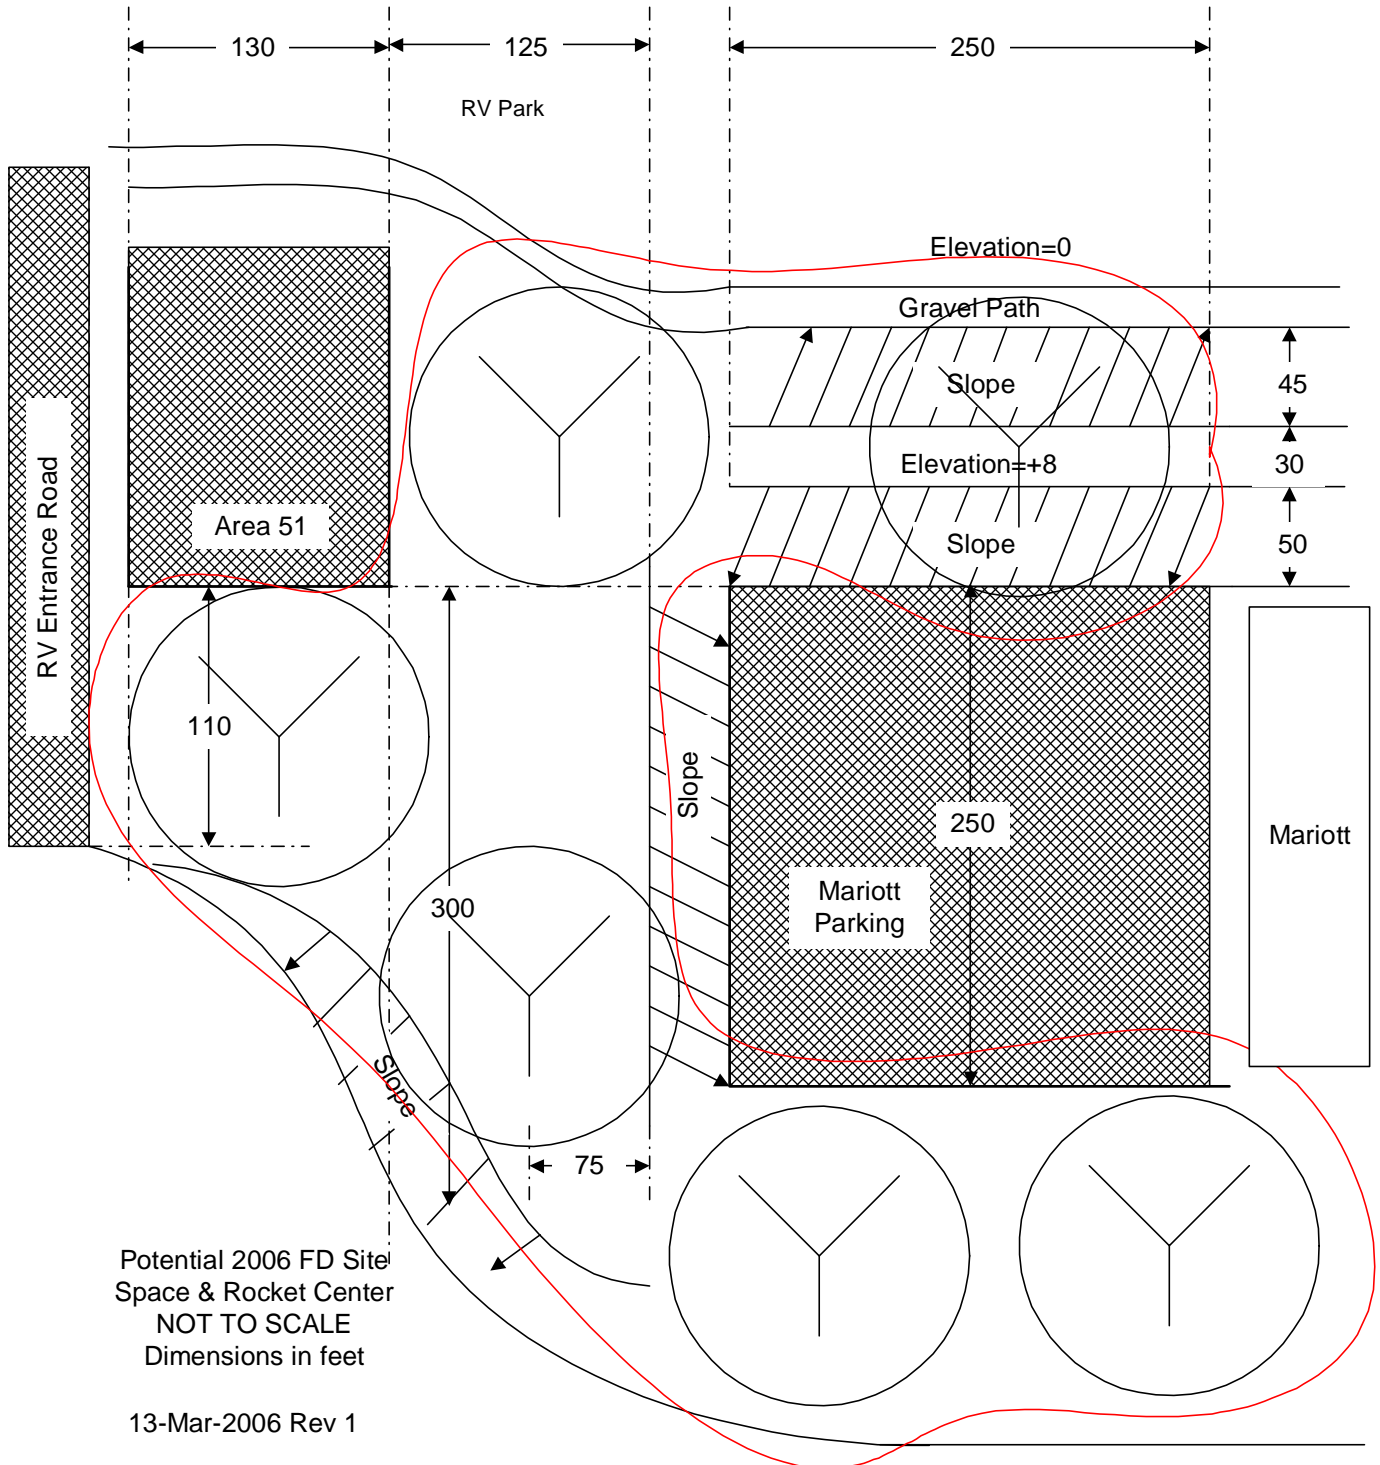 130
125
250
RV Park
Elevation=0
Gravel Path
Slope
45
Elevation=+8
30
RV Entrance Road
Area 51
Slope
50
110
Slope
250
Mariott
Mariott
Parking
300
Slope
75
Potential 2006 FD Site
Space & Rocket Center
NOT TO SCALE
Dimensions in feet
13-Mar-2006 Rev 1